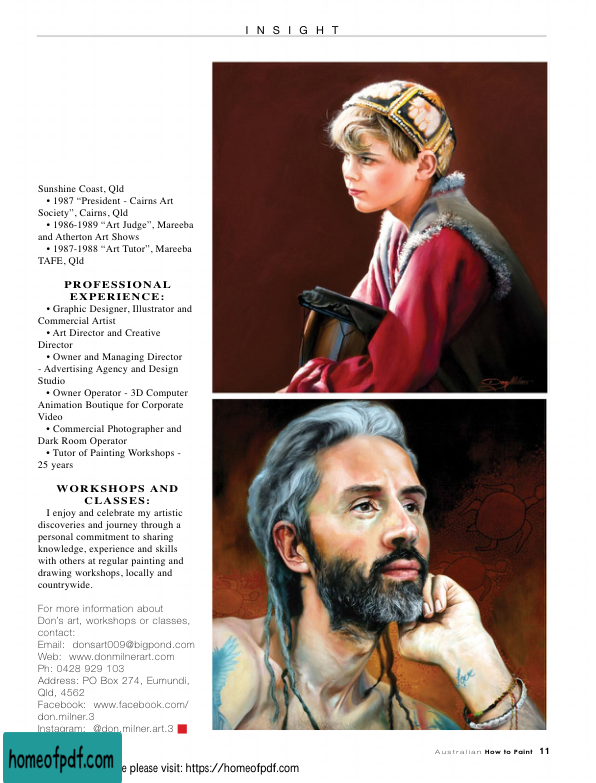 INSIGHT
Sunshine Coast, Qld
• 1987 “President - Cairns Art
Society”, Cairns, Qld
• 1986-1989 “Art Judge”, Mareeba
and Atherton Art Shows
• 1987-1988 “Art Tutor”, Mareeba
TAFE, Qld
PROFESSIONAL
EXPERIENCE:
• Graphic Designer, Illustrator and
Commercial Artist
• Art Director and Creative
Director
• Owner and Managing Director
- Advertising Agency and Design
Studio
• Owner Operator - 3D Computer
Animation Boutique for Corporate
Video
• Commercial Photographer and
Dark Room Operator
• Tutor of Painting Workshops -
25 years
WORKSHOPS AND
CLASSES:
I enjoy and celebrate my artistic
discoveries and journey through a
personal commitment to sharing
knowledge, experience and skills
with others at regular painting and
drawing workshops, locally and
countrywide.
For more information about
Don's art, workshops or classes,
contact:
Email: donsart009@bigpond.com
Web: www.donmilnerart.com
Ph: 0428 929 103
Address: PO Box 274, Eumundi,
Qld, 4562
Facebook: www.facebook.com/
don.milner.3
Instagram: @don.milner.art.3
Australian How to Paint 11
homeofpdf.com
please visit: https://homeofpdf.com